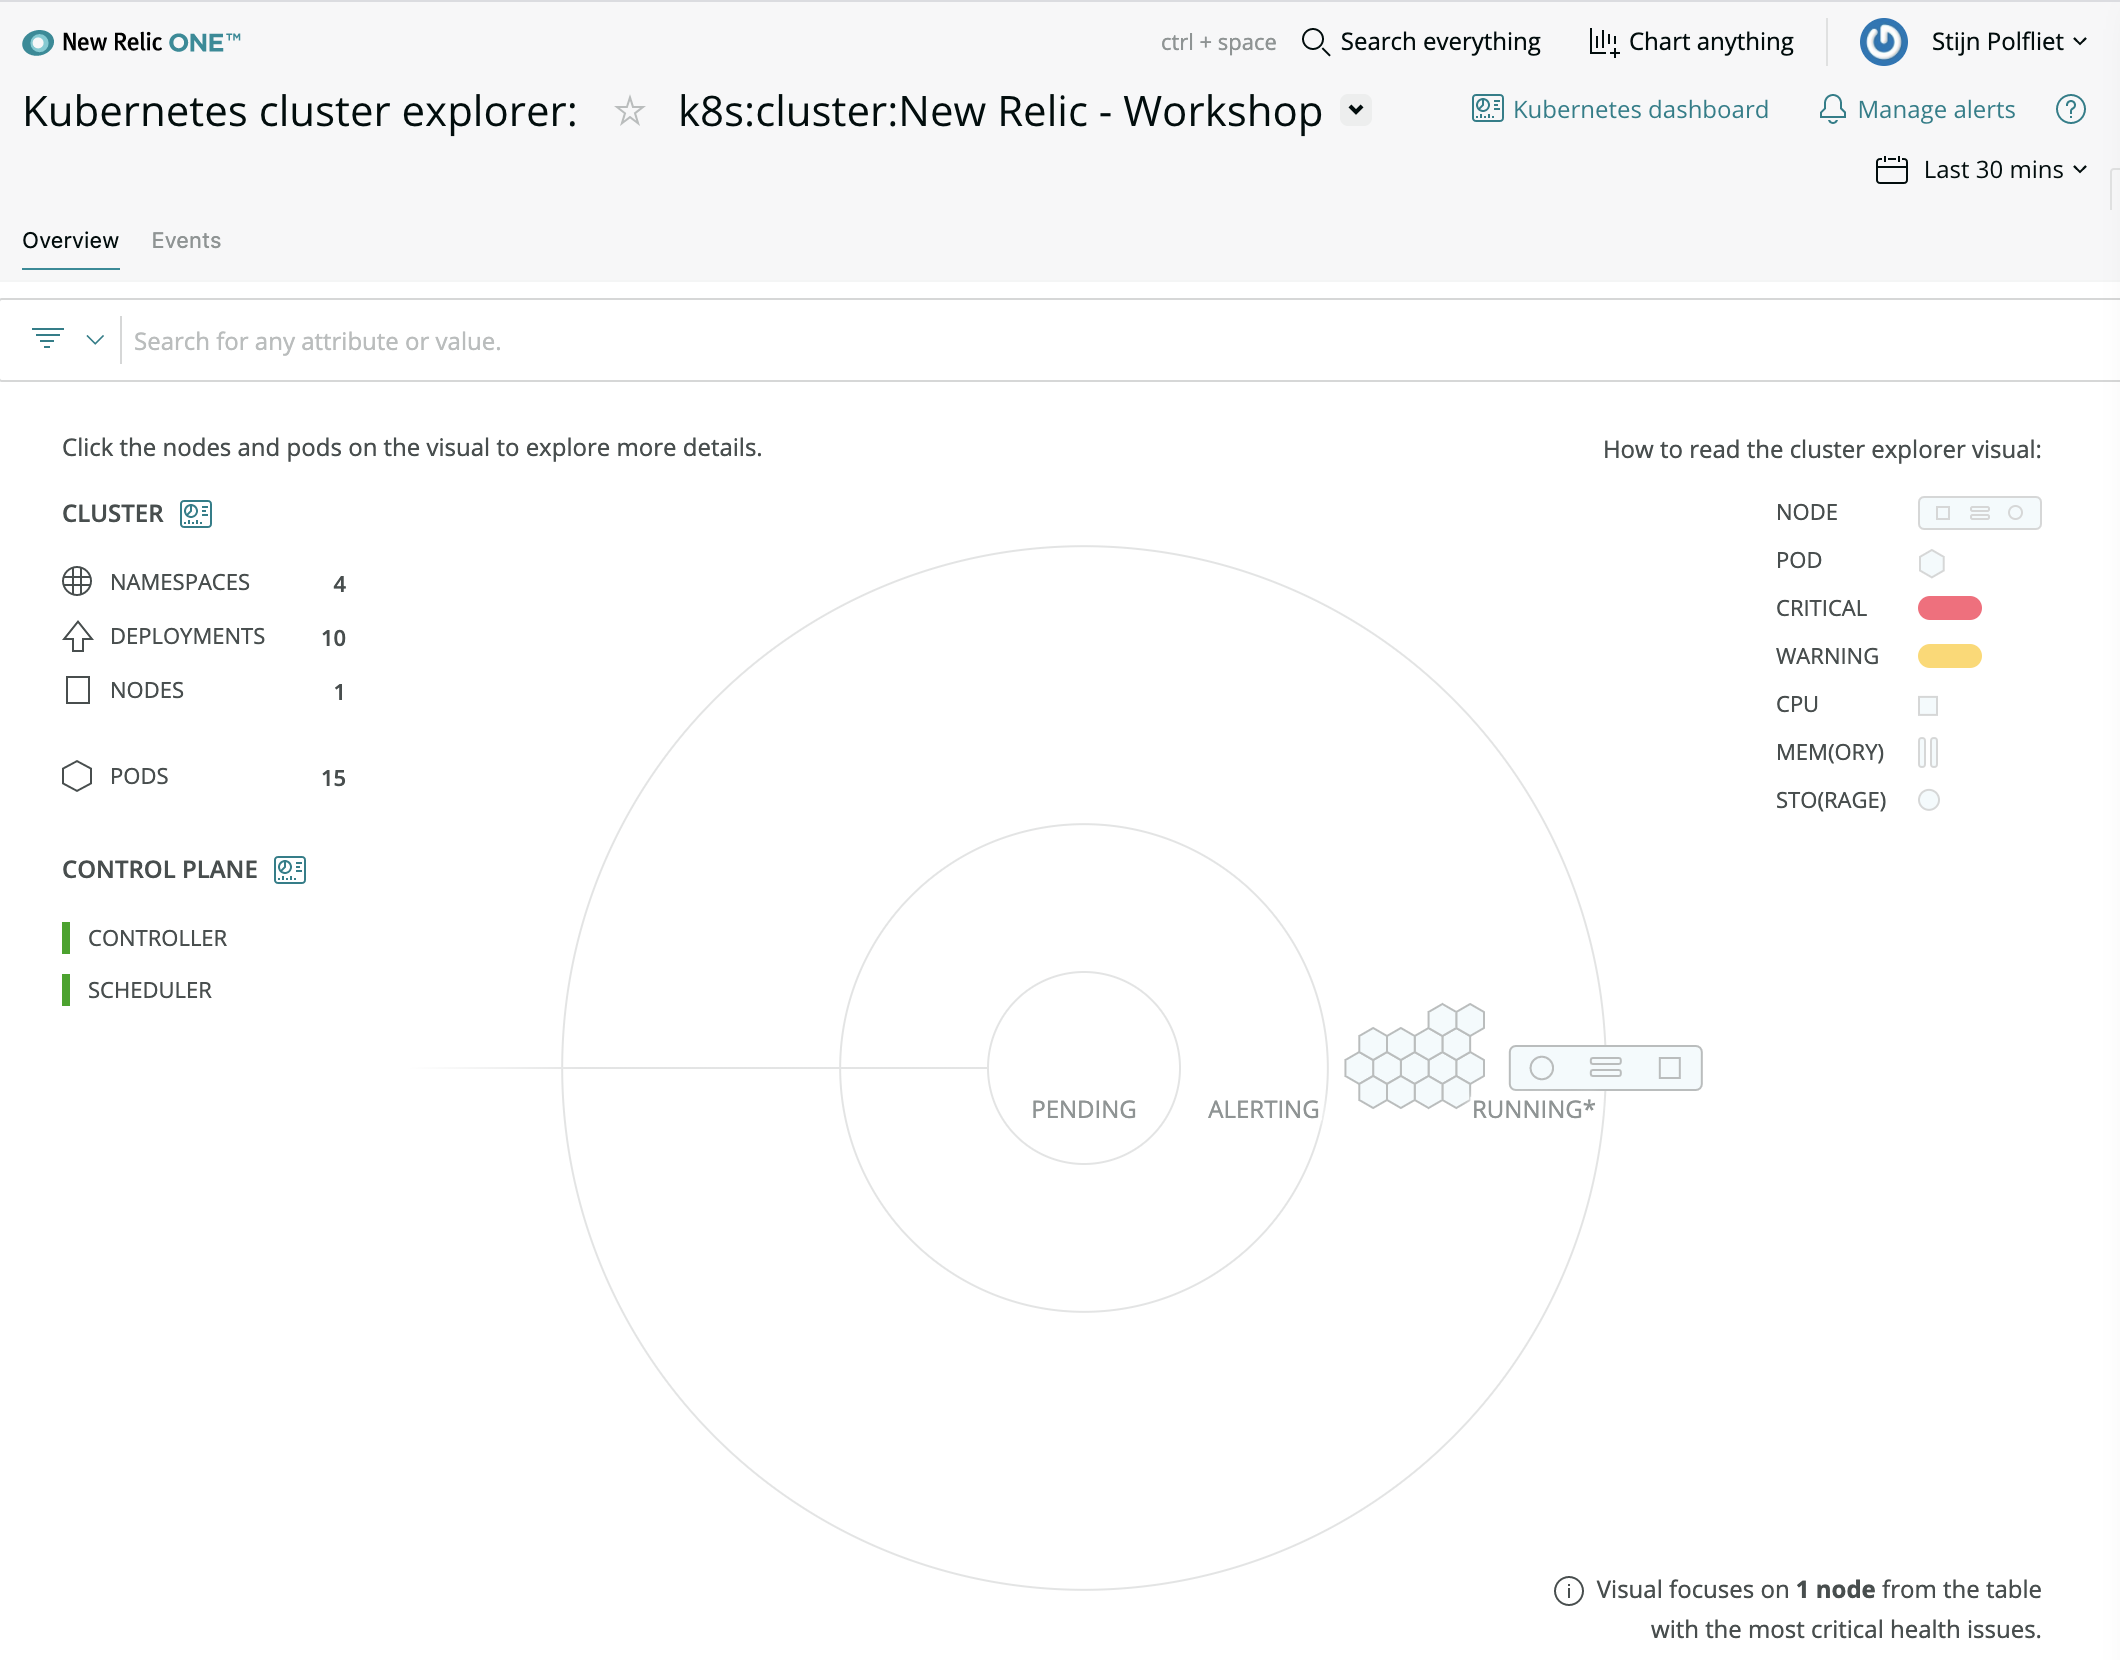 New Relic ONE™
ctrl + space
Search everything
Chart anything
Stijn Polfliet
Kubernetes cluster explorer:
k8s:cluster:New Relic - Workshop
Kubernetes dashboard
Manage alerts
?
Last 30 mins
Overview
Events
Search for any attribute or value.
Click the nodes and pods on the visual to explore more details.
CLUSTER
NAMESPACES 4
DEPLOYMENTS 10
NODES 1
PODS 15
CONTROL PLANE
CONTROLLER
SCHEDULER
How to read the cluster explorer visual:
NODE
POD
CRITICAL
WARNING
CPU
MEM(ORY)
STO(RAGE)
PENDING
ALERTING
RUNNING*
Visual focuses on 1 node from the table
with the most critical health issues.